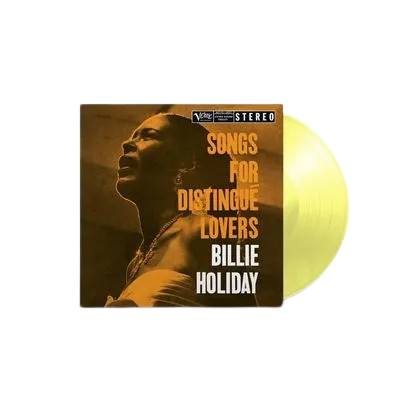 Verve
STEREO
SONGS
FOR
DISTINGUÉ
LOVERS
BILLIE
HOLIDAY